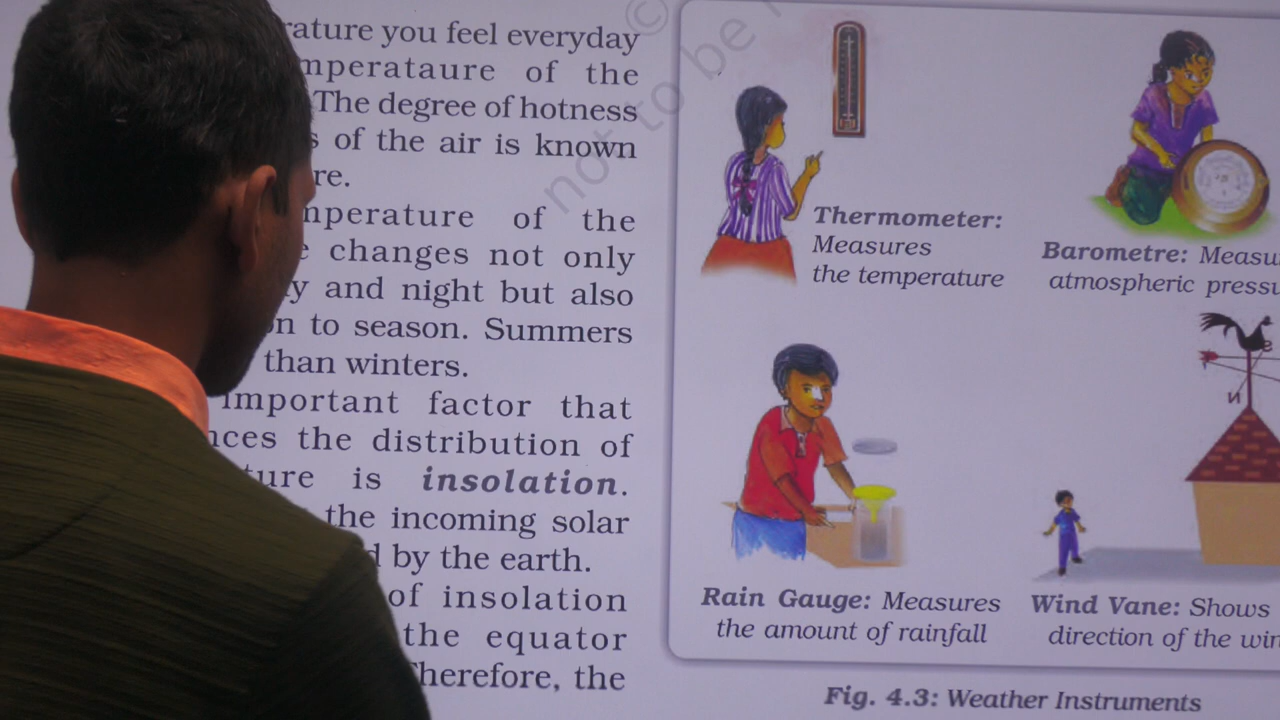 rature you feel everyday
mperataure of the
The degree of hotness
s of the air is known
re.
nperature of the
e changes not only
y and night but also
n to season. Summers
than winters.
important factor that
nces the distribution of
ture is insolation.
the incoming solar
d by the earth.
of insolation
the equator
Therefore, the
©
not to be
Thermometer:
Measures
the temperature
Barometre: Measu
atmospheric pressu
Rain Gauge: Measures
the amount of rainfall
N
S
Wind Vane: Shows
direction of the win
Fig. 4.3: Weather Instruments